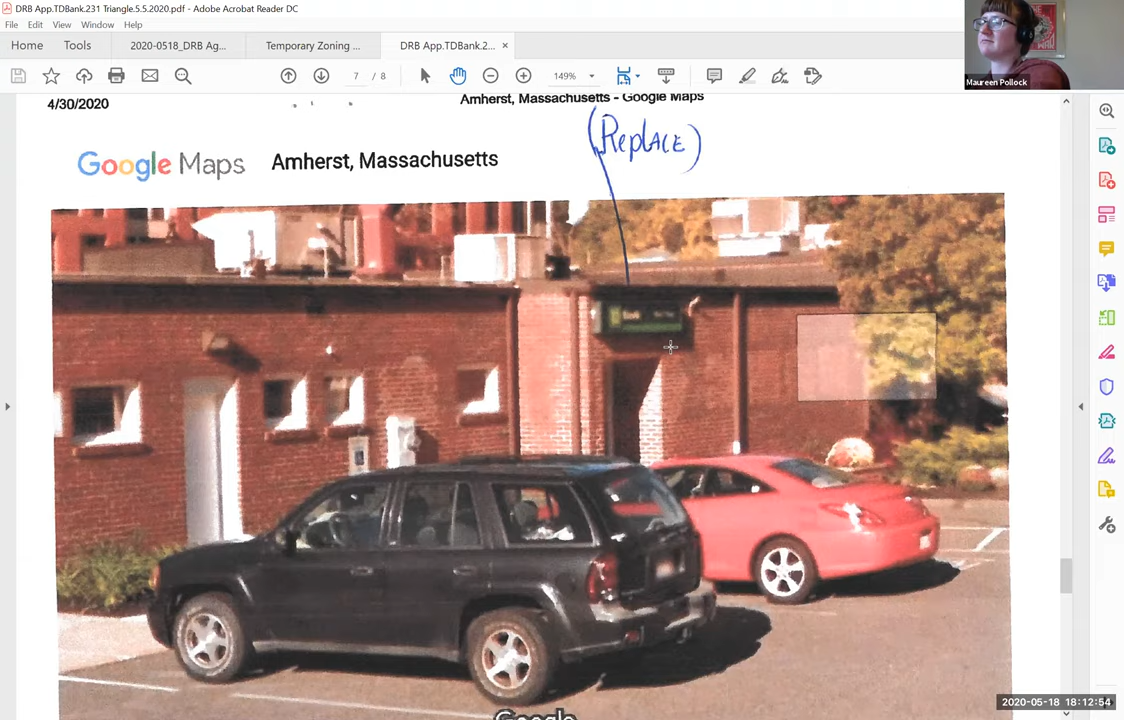 DRB App.TDBank.231 Triangle.5.5.2020.pdf - Adobe Acrobat Reader DC
File Edit View Window Help
Home Tools 2020-0518_DRB Ag... Temporary Zoning ... DRB App.TDBank.2... ×
7 / 8 149%
Maureen Pollock
4/30/2020 Amherst, Massachusetts - Google Maps
(Replace)
Google Maps Amherst, Massachusetts
Bank
Google
2020-05-18 18:12:54